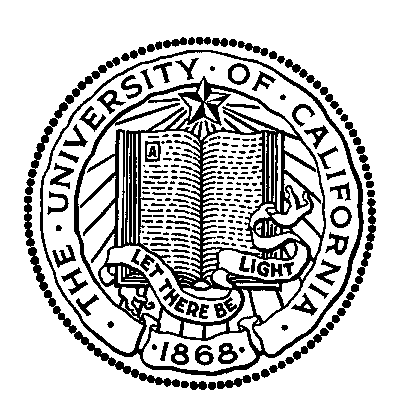 · THE · UNIVERSITY · OF · CALIFORNIA ·
A
LET THERE BE
LIGHT
·1868·